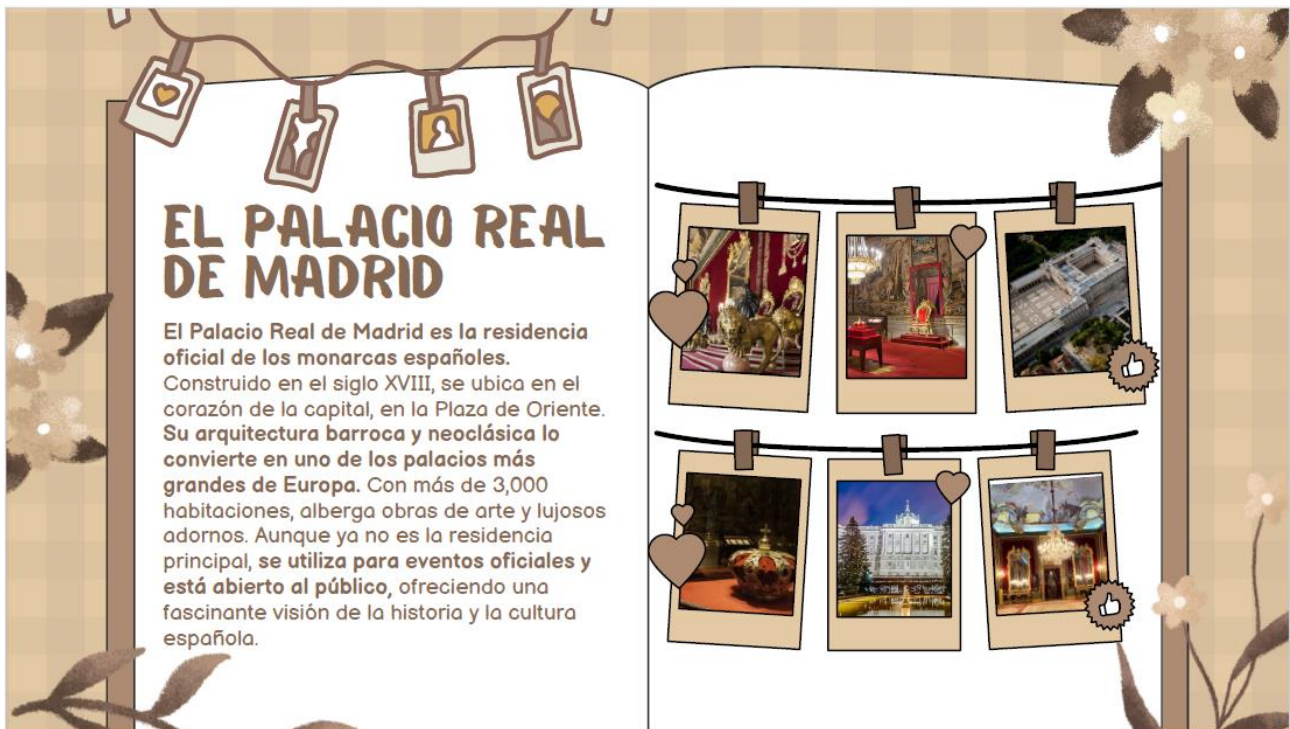 EL PALACIO REAL
DE MADRID
El Palacio Real de Madrid es la residencia
oficial de los monarcas españoles.
Construido en el siglo XVIII, se ubica en el
corazón de la capital, en la Plaza de Oriente.
Su arquitectura barroca y neoclásica lo
convierte en uno de los palacios más
grandes de Europa. Con más de 3,000
habitaciones, alberga obras de arte y lujosos
adornos. Aunque ya no es la residencia
principal, se utiliza para eventos oficiales y
está abierto al público, ofreciendo una
fascinante visión de la historia y la cultura
española.